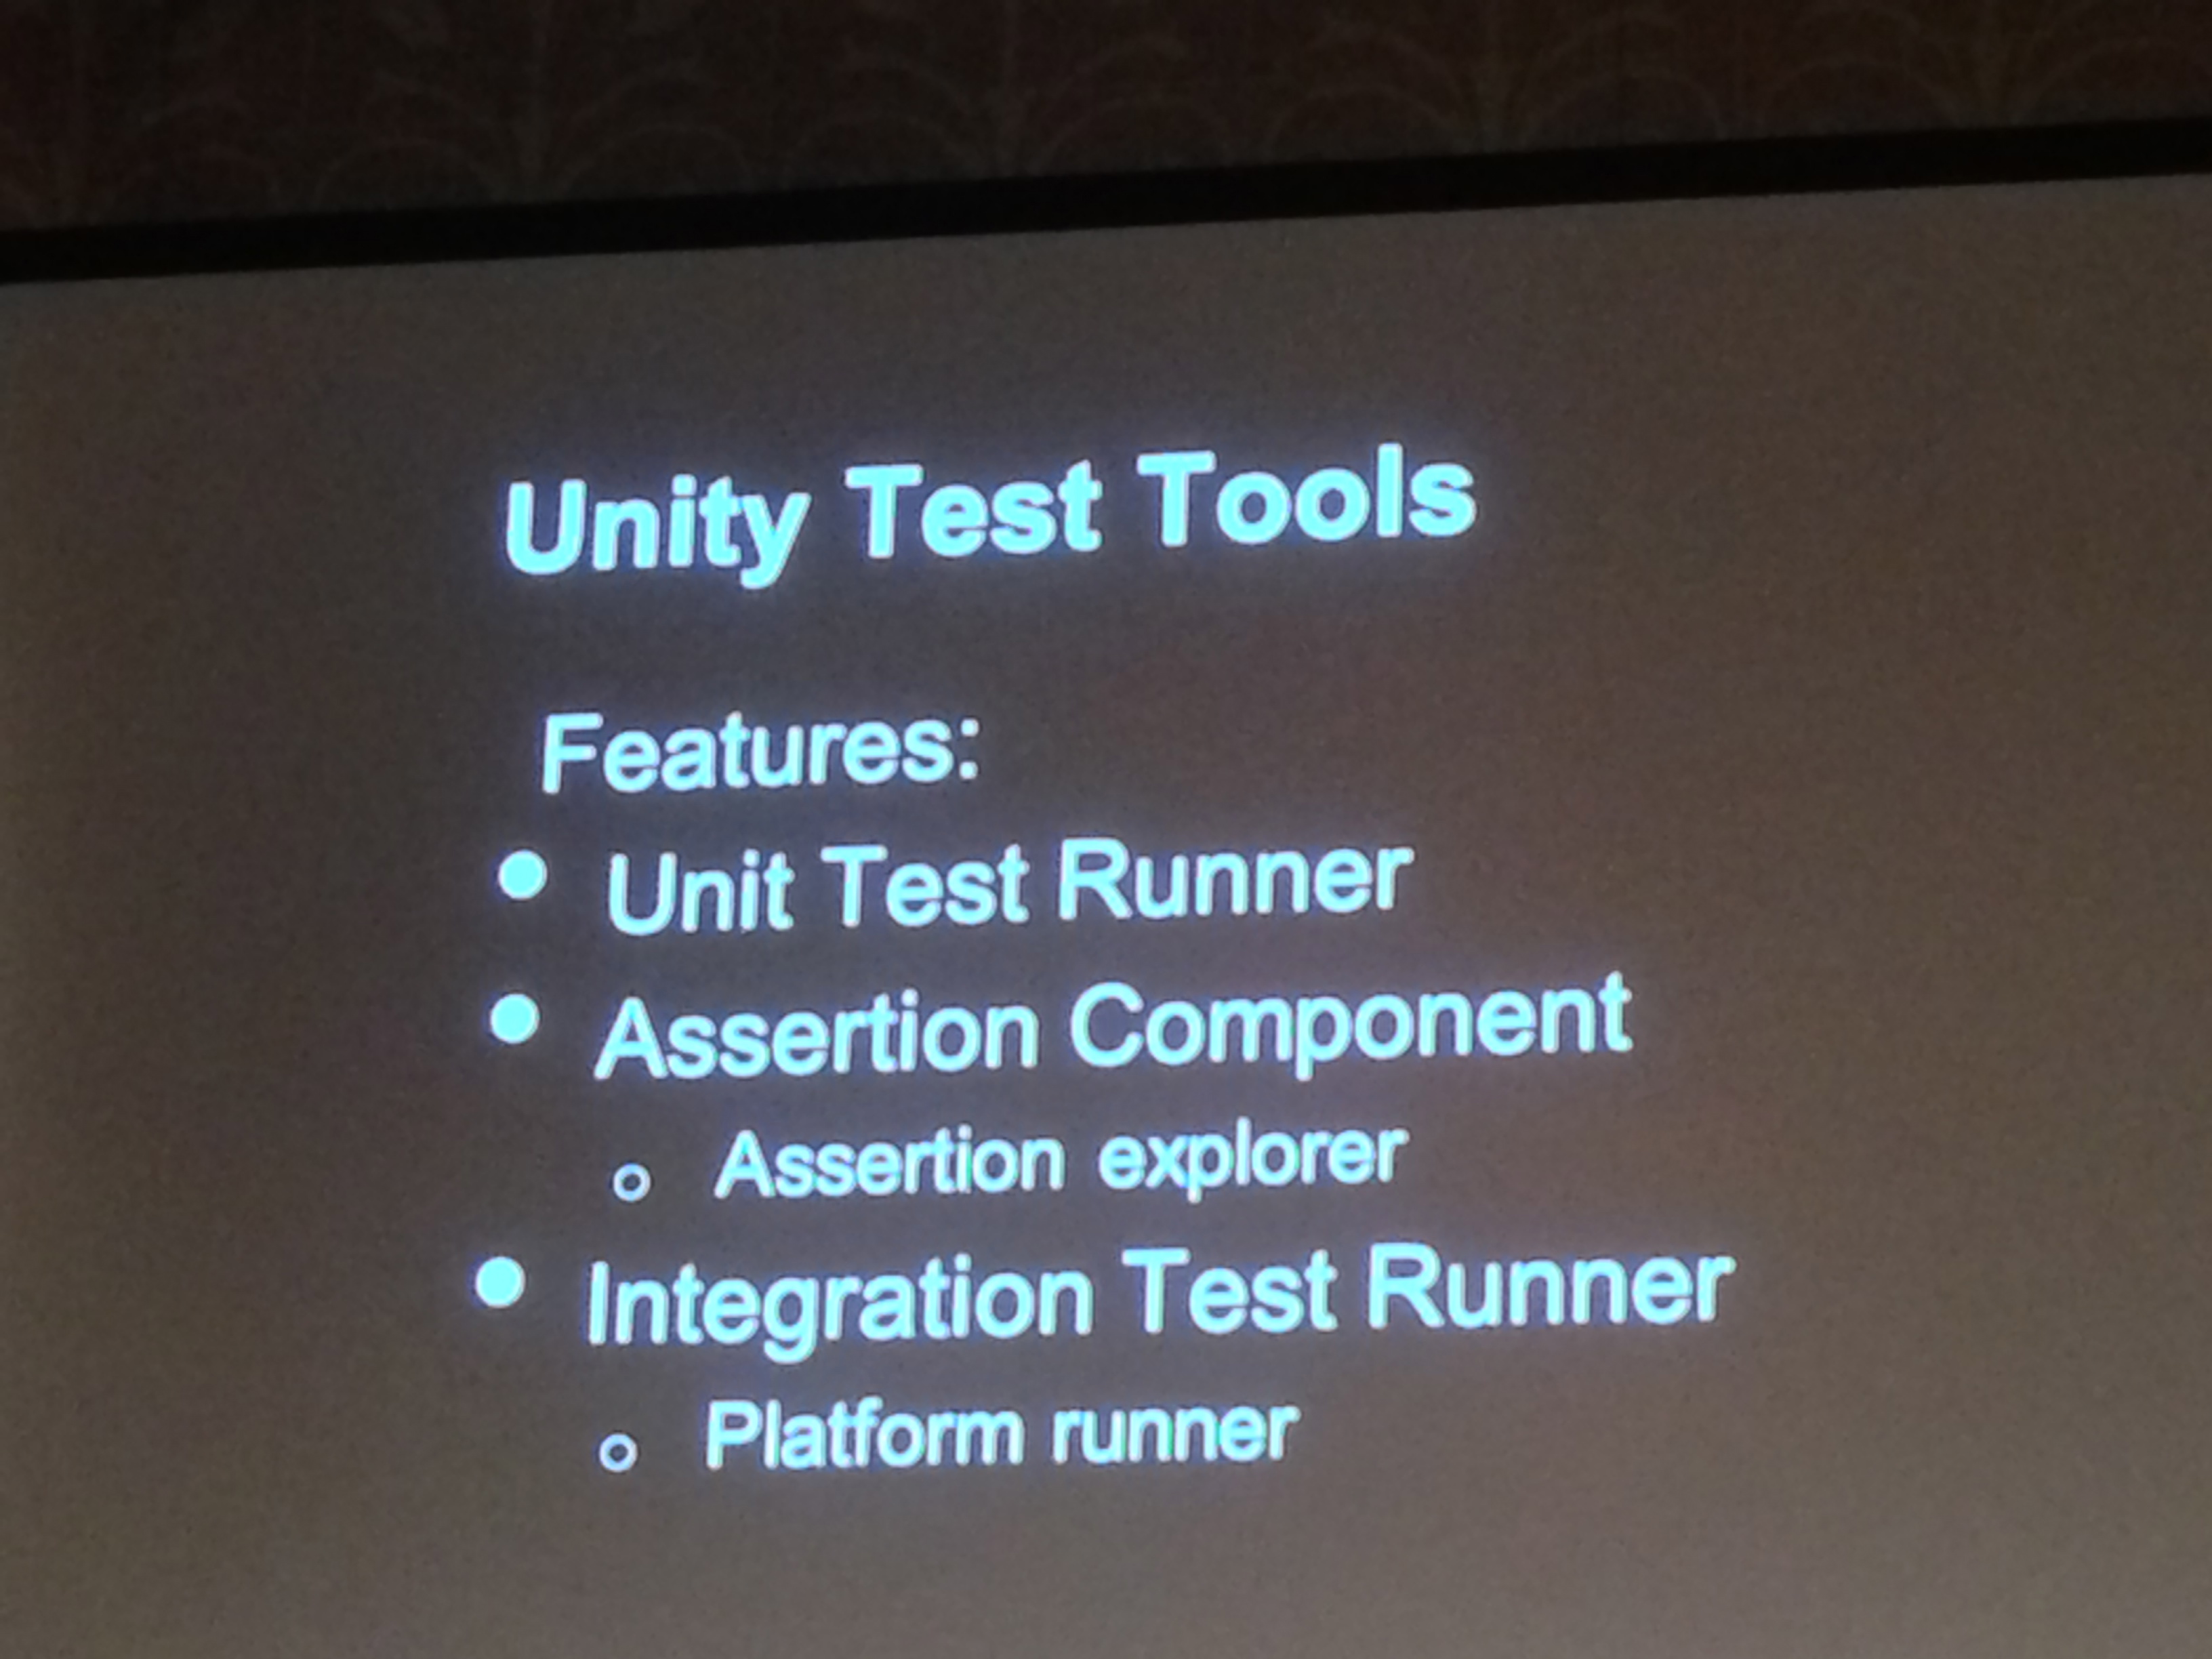 Unity Test Tools
Features:
● Unit Test Runner
● Assertion Component
○ Assertion explorer
● Integration Test Runner
○ Platform runner